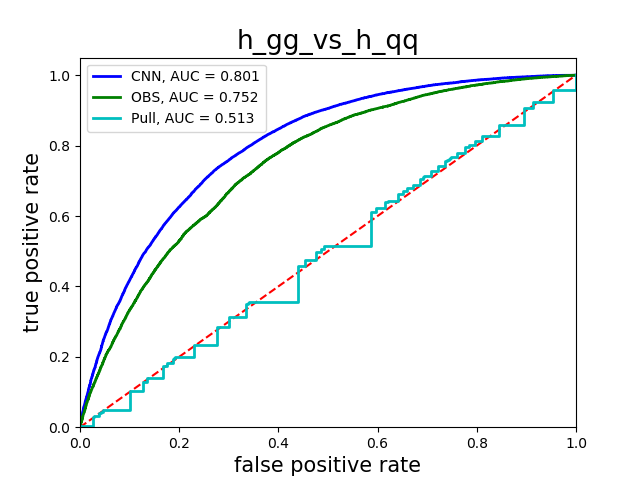 h_gg_vs_h_qq
CNN, AUC = 0.801
OBS, AUC = 0.752
Pull, AUC = 0.513
1.0
0.8
0.6
0.4
0.2
0.0
true positive rate
0.0 0.2 0.4 0.6 0.8 1.0
false positive rate